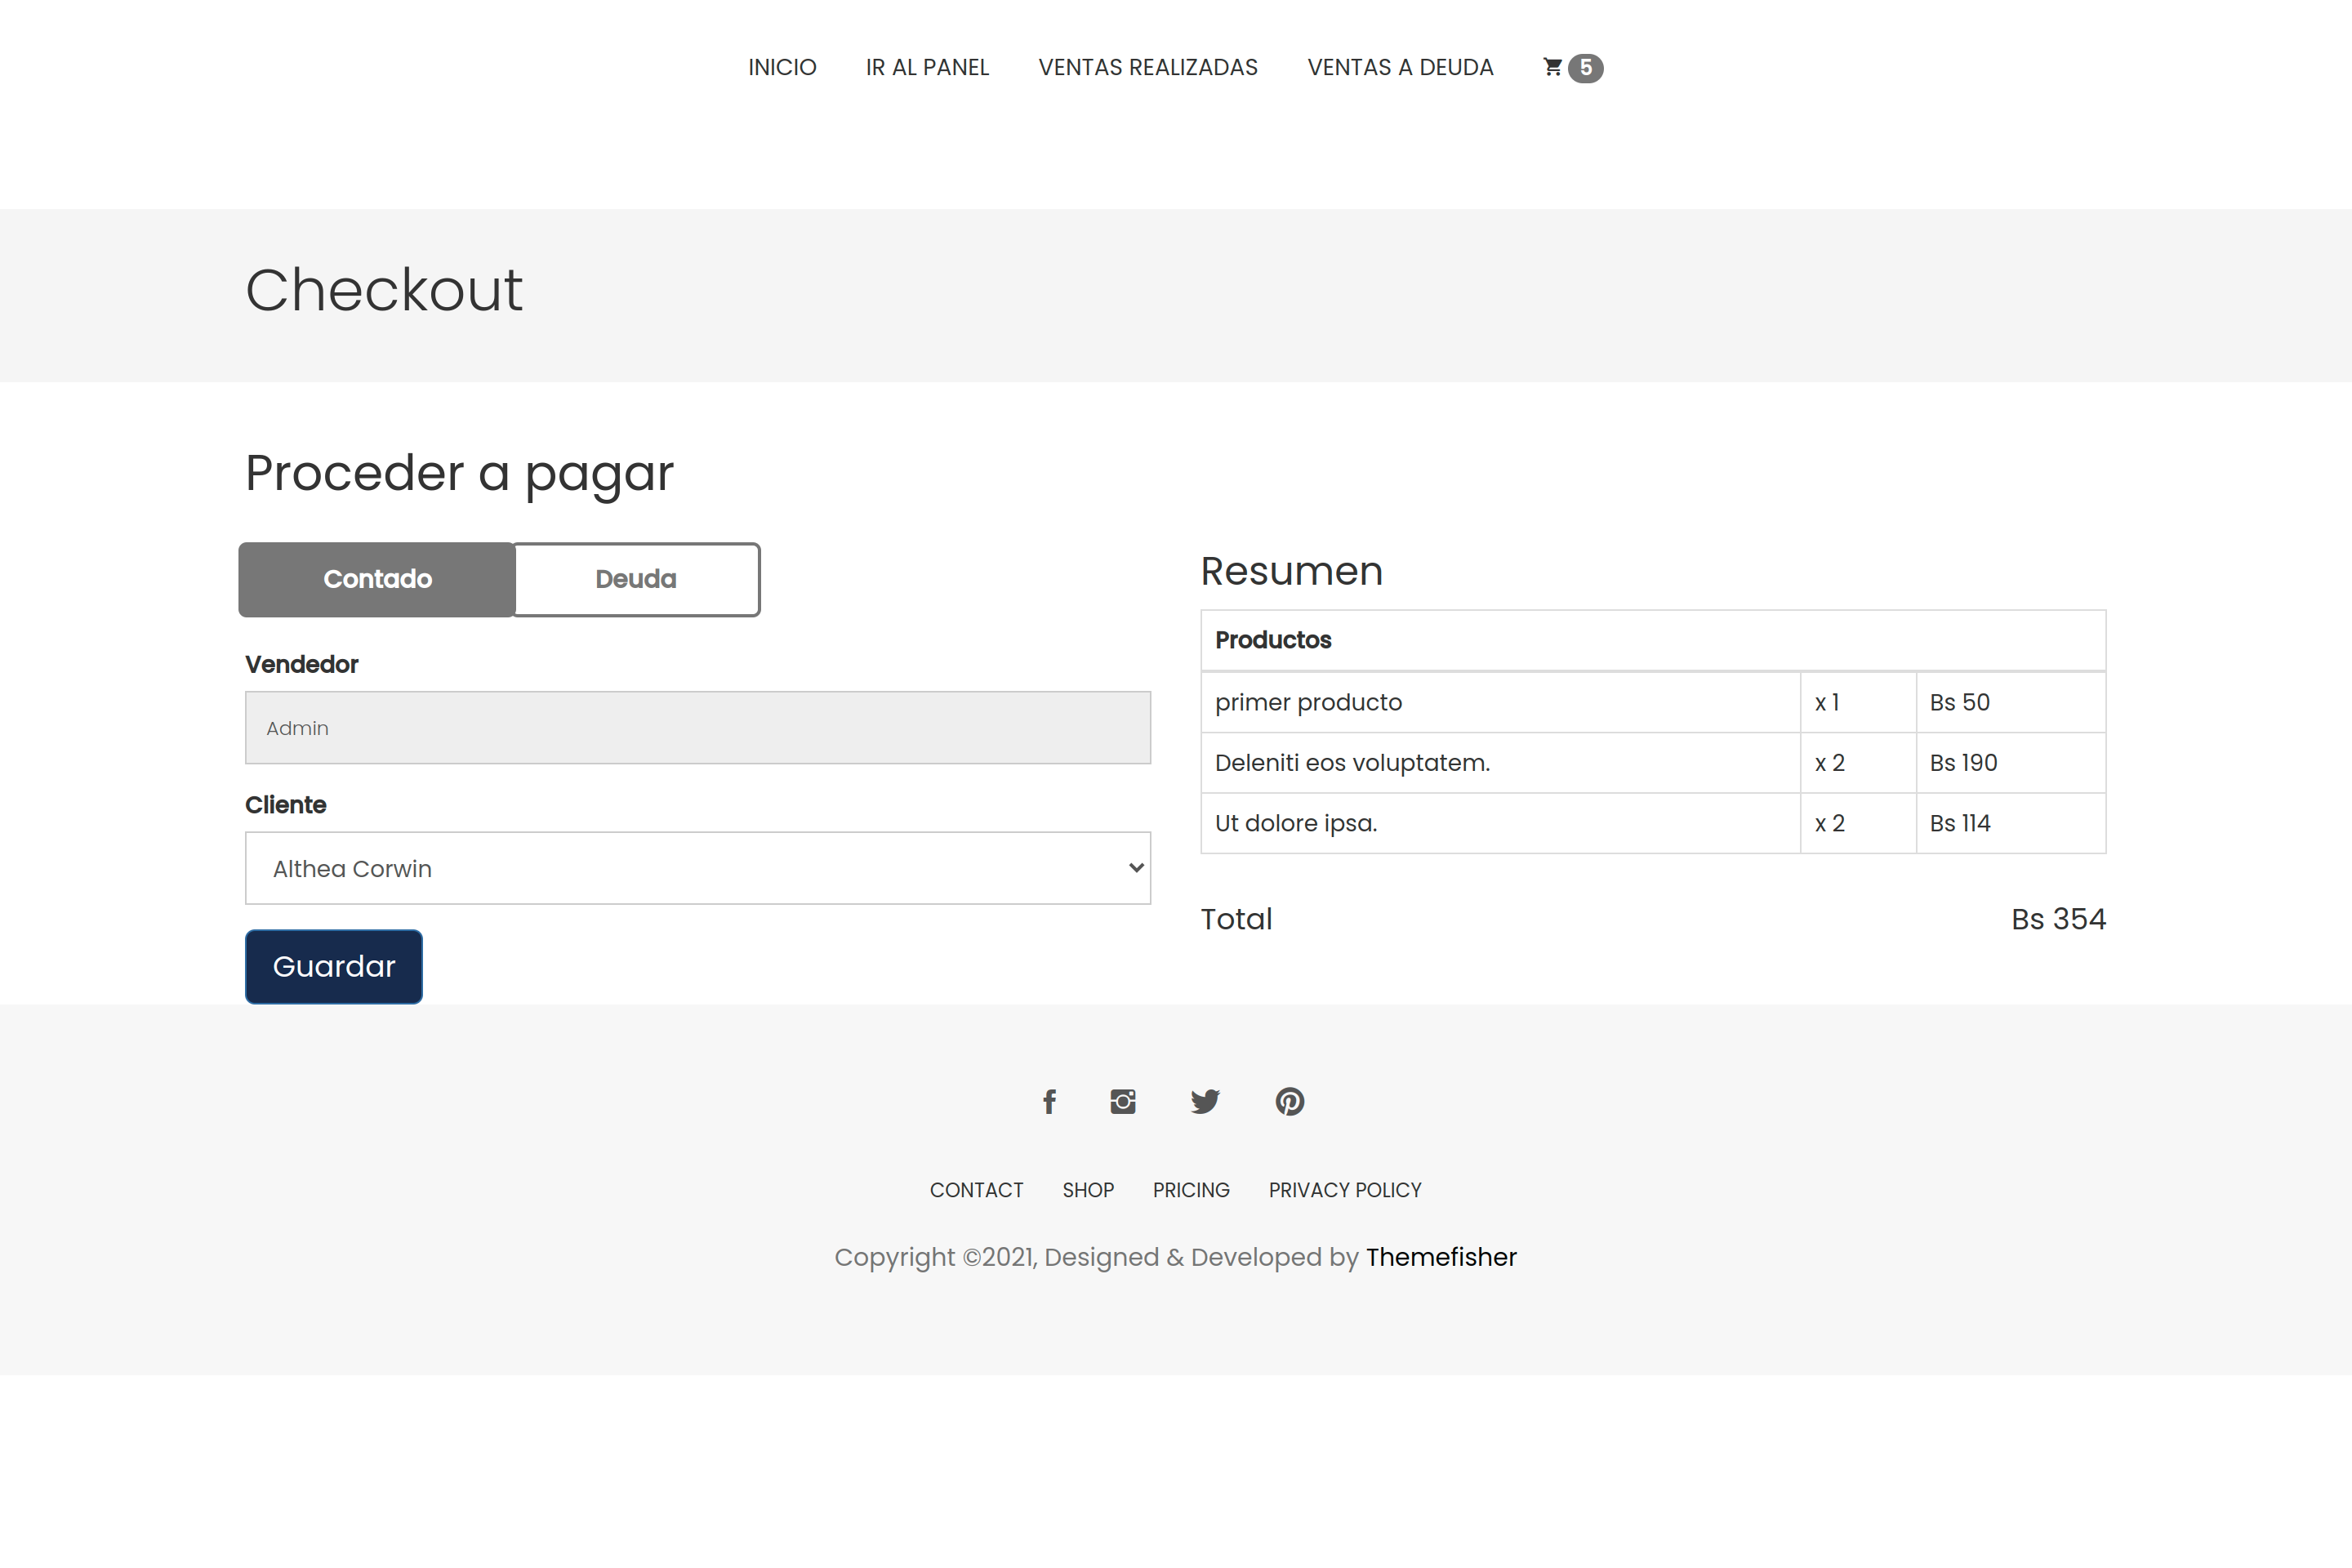 INICIO IR AL PANEL VENTAS REALIZADAS VENTAS A DEUDA 5
Checkout
Proceder a pagar
Contado Deuda
Vendedor
Admin
Cliente
Althea Corwin
Guardar
Resumen
Productos
primer producto x 1 Bs 50
Deleniti eos voluptatem. x 2 Bs 190
Ut dolore ipsa. x 2 Bs 114
Total Bs 354
CONTACT SHOP PRICING PRIVACY POLICY
Copyright ©2021, Designed & Developed by Themefisher